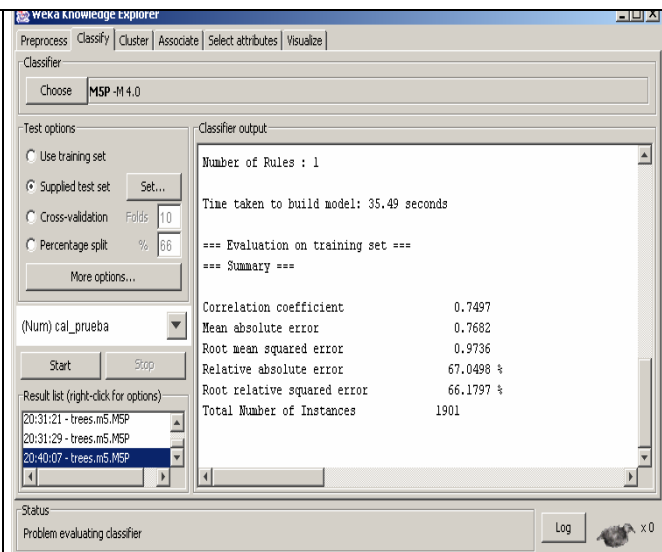 Weka Knowledge Explorer
Preprocess Classify Cluster Associate Select attributes Visualize
Classifier
Choose M5P -M 4.0
Test options
Use training set
Supplied test set Set...
Cross-validation Folds 10
Percentage split % 66
More options...
(Num) cal_prueba
Start Stop
Result list (right-click for options)
20:31:21 - trees.m5.M5P
20:31:29 - trees.m5.M5P
20:40:07 - trees.m5.M5P
Classifier output
Number of Rules : 1
Time taken to build model: 35.49 seconds
=== Evaluation on training set ===
=== Summary ===
Correlation coefficient 0.7497
Mean absolute error 0.7682
Root mean squared error 0.9736
Relative absolute error 67.0498 %
Root relative squared error 66.1797 %
Total Number of Instances 1901
Status
Problem evaluating classifier
Log x 0